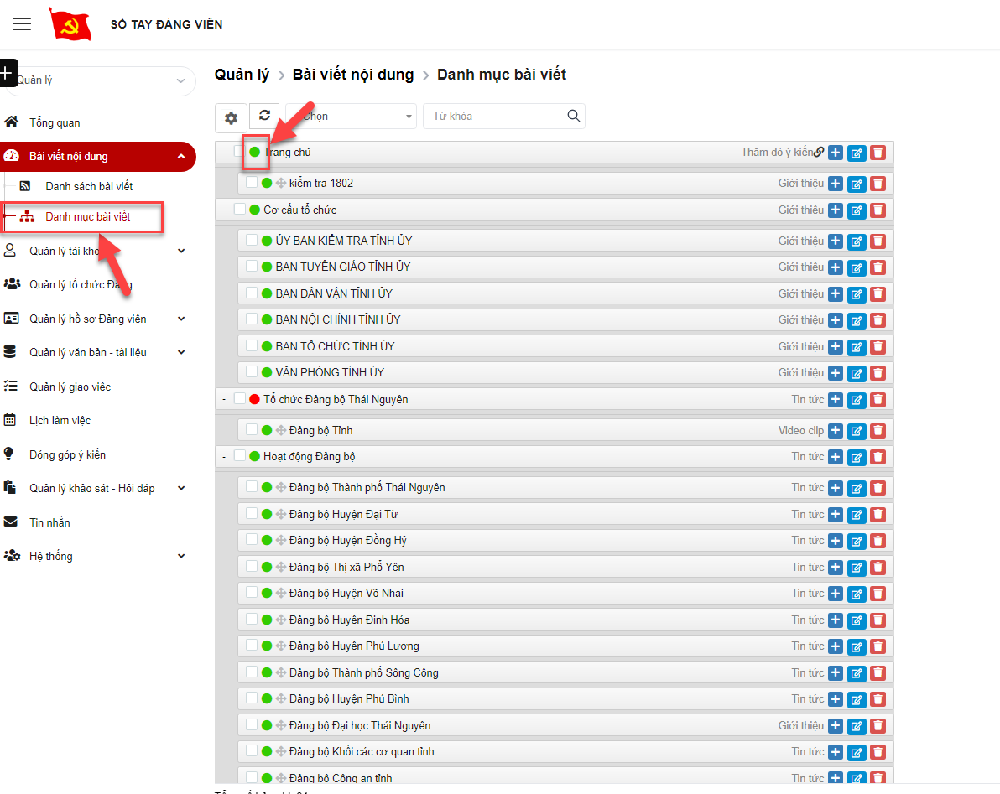 SỔ TAY ĐẢNG VIÊN
Quản lý
Tổng quan
Bài viết nội dung
Danh sách bài viết
Danh mục bài viết
Quản lý tài
Quản lý tổ chức Đảng
Quản lý hồ sơ Đảng viên
Quản lý văn bản - tài liệu
Quản lý giao việc
Lịch làm việc
Đóng góp ý kiến
Quản lý khảo sát - Hỏi đáp
Tin nhắn
Hệ thống
Quản lý > Bài viết nội dung > Danh mục bài viết
Chọn -- Từ khóa
- Trang chủ Thăm dò ý kiến
kiểm tra 1802 Giới thiệu
- Cơ cấu tổ chức Giới thiệu
ỦY BAN KIỂM TRA TỈNH ỦY Giới thiệu
BAN TUYÊN GIÁO TỈNH ỦY Giới thiệu
BAN DÂN VẬN TỈNH ỦY Giới thiệu
BAN NỘI CHÍNH TỈNH ỦY Giới thiệu
BAN TỔ CHỨC TỈNH ỦY Giới thiệu
VĂN PHÒNG TỈNH ỦY Giới thiệu
- Tổ chức Đảng bộ Thái Nguyên Tin tức
Đảng bộ Tỉnh Video clip
- Hoạt động Đảng bộ Tin tức
Đảng bộ Thành phố Thái Nguyên Tin tức
Đảng bộ Huyện Đại Từ Tin tức
Đảng bộ Huyện Đồng Hỷ Tin tức
Đảng bộ Thị xã Phổ Yên Tin tức
Đảng bộ Huyện Võ Nhai Tin tức
Đảng bộ Huyện Định Hóa Tin tức
Đảng bộ Huyện Phú Lương Tin tức
Đảng bộ Thành phố Sông Công Tin tức
Đảng bộ Huyện Phú Bình Tin tức
Đảng bộ Đại học Thái Nguyên Giới thiệu
Đảng bộ Khối các cơ quan tỉnh Tin tức
Đảng bộ Công an tỉnh Tin tức